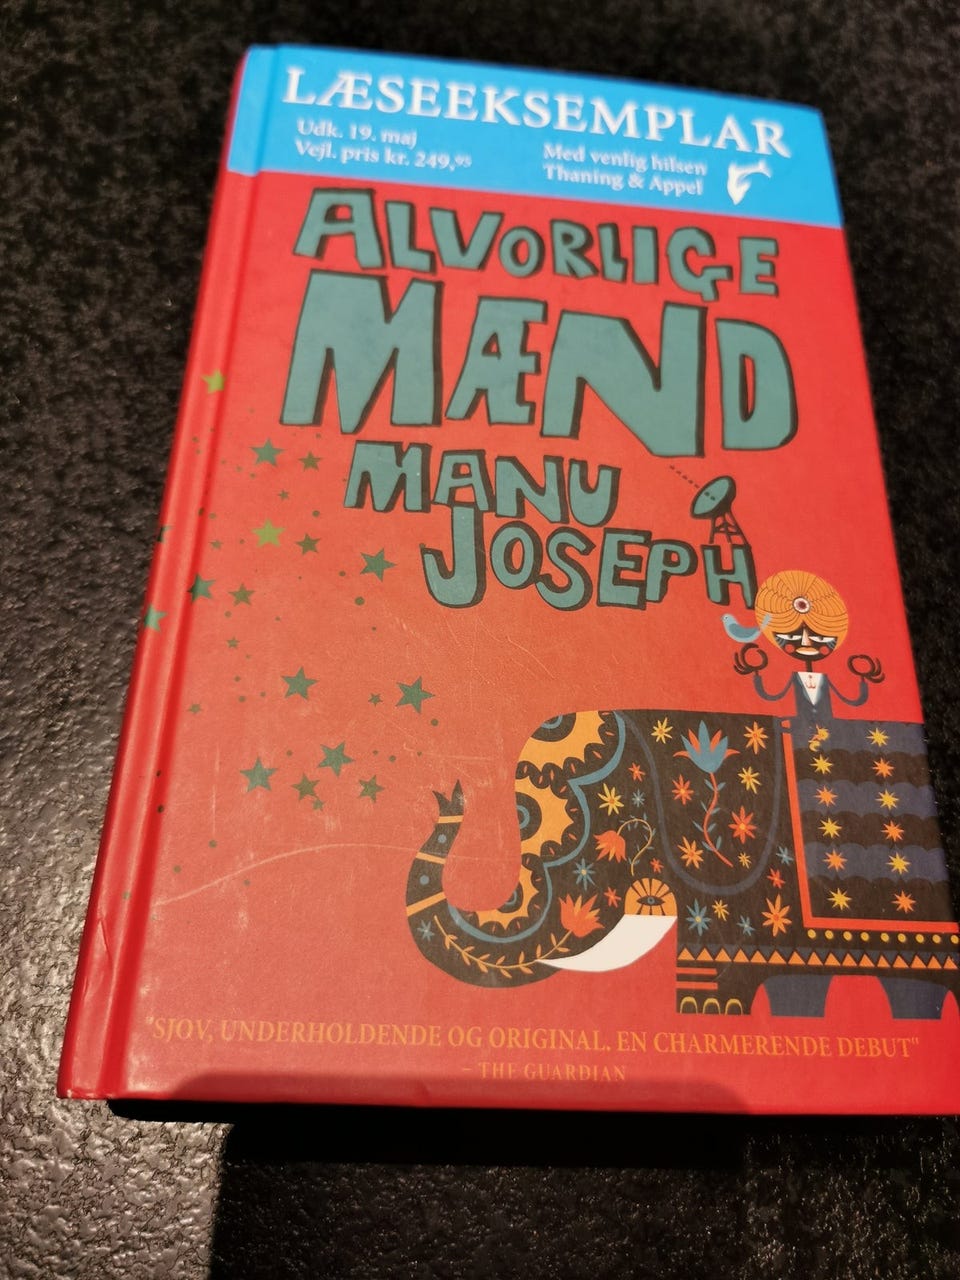 LÆSEEKSEMPLAR
Udk. 19. maj
Vejl. pris kr. 249,95
Med venlig hilsen
Thaning & Appel
ALVORLIGE
MÆND
MANU
JOSEPH
"SJOV, UNDERHOLDENDE OG ORIGINAL. EN CHARMERENDE DEBUT"
– THE GUARDIAN